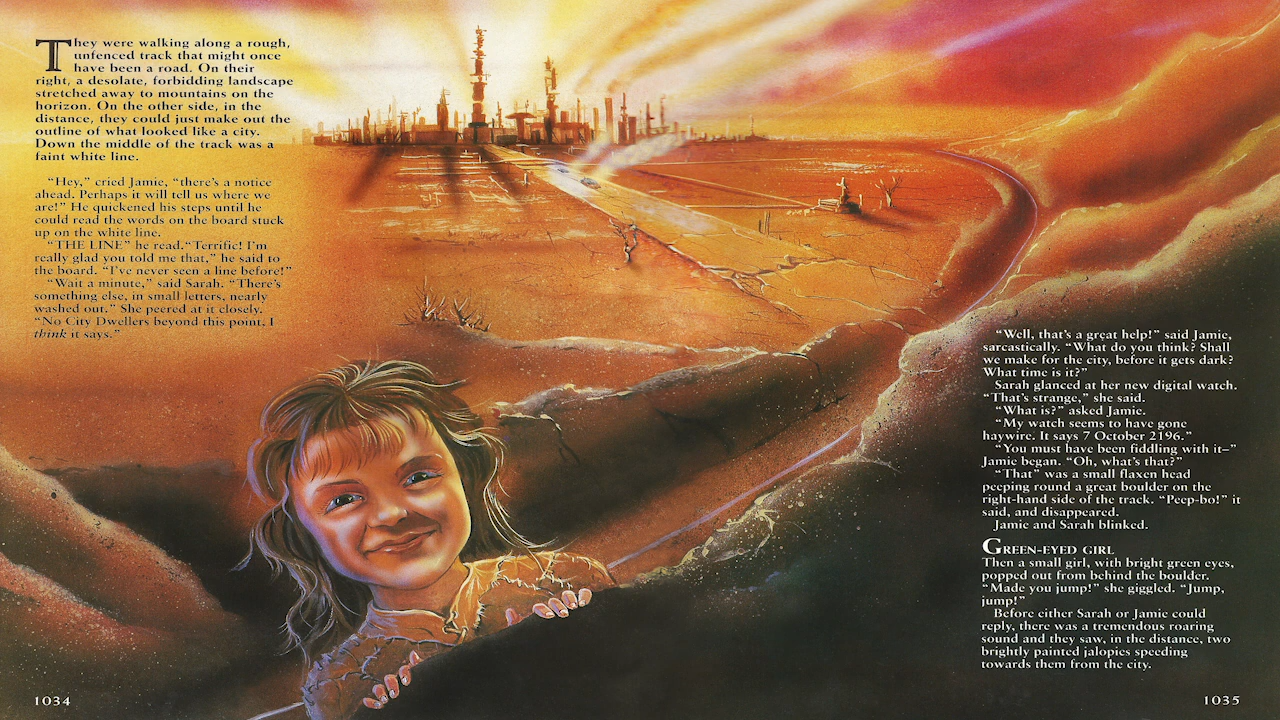 They were walking along a rough,
unfenced track that might once
have been a road. On their
right, a desolate, forbidding landscape
stretched away to mountains on the
horizon. On the other side, in the
distance, they could just make out the
outline of what looked like a city.
Down the middle of the track was a
faint white line.
“Hey,” cried Jamie, “there’s a notice
ahead. Perhaps it will tell us where we
are!” He quickened his steps until he
could read the words on the board stuck
up on the white line.
“THE LINE” he read.“Terrific! I’m
really glad you told me that,” he said to
the board. “I’ve never seen a line before!”
“Wait a minute,” said Sarah. “There’s
something else, in small letters, nearly
washed out.” She peered at it closely.
“No City Dwellers beyond this point, I
think it says.”
1034
“Well, that’s a great help!” said Jamie,
sarcastically. “What do you think? Shall
we make for the city, before it gets dark?
What time is it?”
Sarah glanced at her new digital watch.
“That’s strange,” she said.
“What is?” asked Jamie.
“My watch seems to have gone
haywire. It says 7 October 2196.”
“You must have been fiddling with it–”
Jamie began. “Oh, what’s that?”
“That” was a small flaxen head
peeping round a great boulder on the
right-hand side of the track. “Peep-bo!” it
said, and disappeared.
Jamie and Sarah blinked.
GREEN-EYED GIRL
Then a small girl, with bright green eyes,
popped out from behind the boulder.
“Made you jump!” she giggled. “Jump,
jump!”
Before either Sarah or Jamie could
reply, there was a tremendous roaring
sound and they saw, in the distance, two
brightly painted jalopies speeding
towards them from the city.
1035